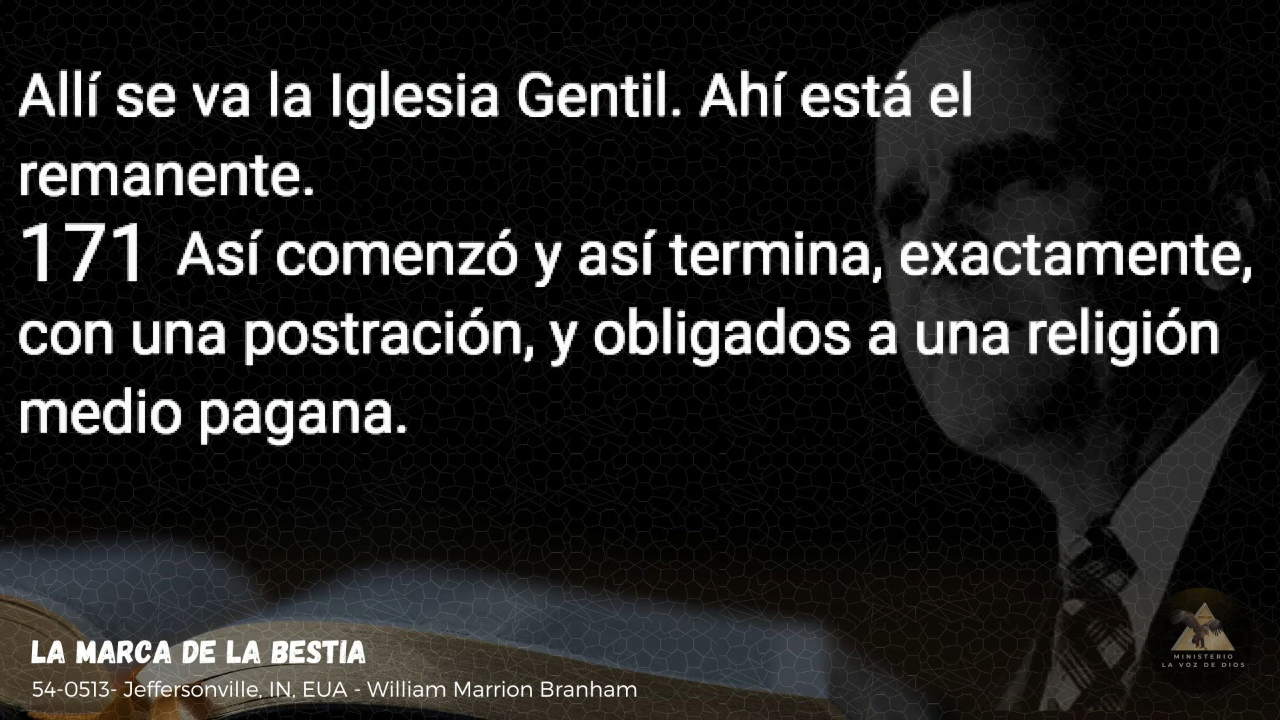 Allí se va la Iglesia Gentil. Ahí está el
remanente.
171 Así comenzó y así termina, exactamente,
con una postración, y obligados a una religión
medio pagana.
LA MARCA DE LA BESTIA
54-0513- Jeffersonville, IN, EUA - William Marrion Branham
MINISTERIO
LA VOZ DE DIOS